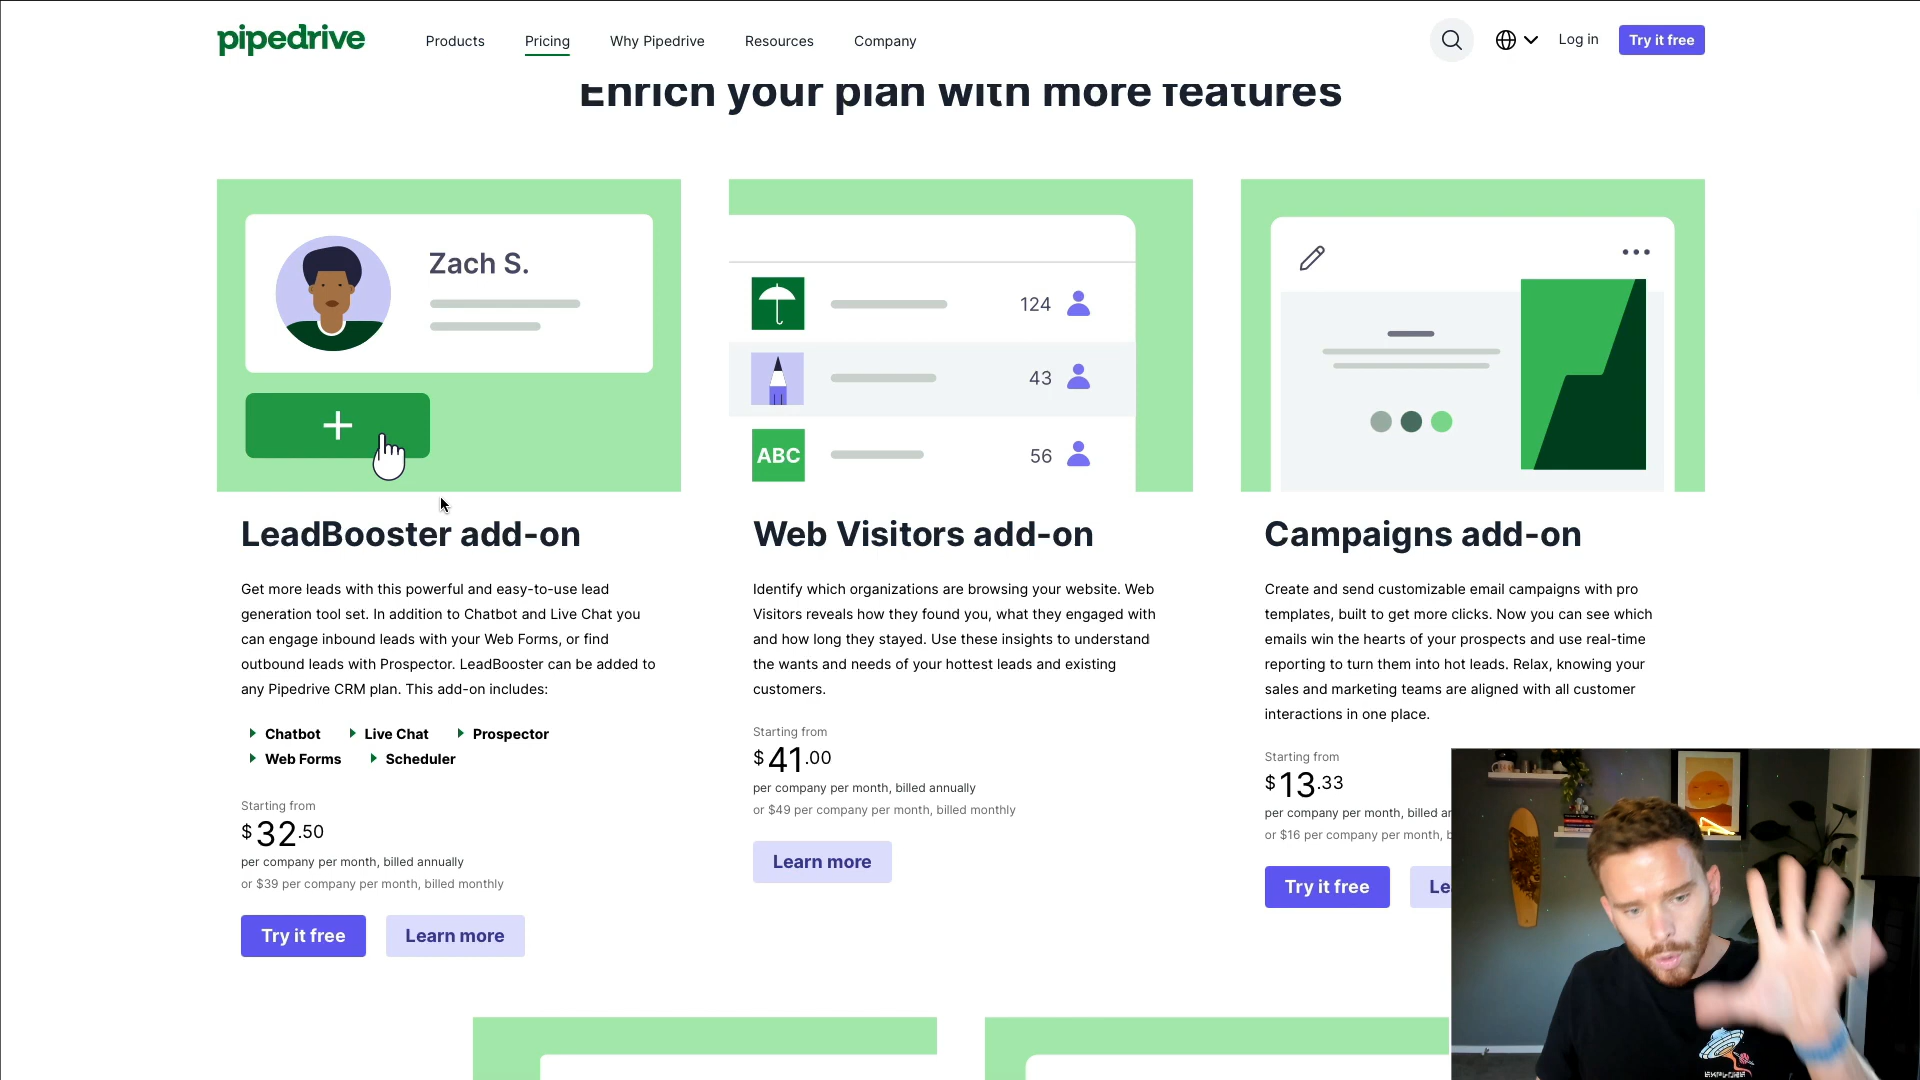 pipedrive
Products
Pricing
Why Pipedrive
Resources
Company
Log in
Try it free
Enrich your plan with more features
Zach S.
124
43
ABC
56
LeadBooster add-on
Get more leads with this powerful and easy-to-use lead
generation tool set. In addition to Chatbot and Live Chat you
can engage inbound leads with your Web Forms, or find
outbound leads with Prospector. LeadBooster can be added to
any Pipedrive CRM plan. This add-on includes:
Chatbot
Live Chat
Prospector
Web Forms
Scheduler
Starting from
$32.50
per company per month, billed annually
or $39 per company per month, billed monthly
Try it free
Learn more
Web Visitors add-on
Identify which organizations are browsing your website. Web
Visitors reveals how they found you, what they engaged with
and how long they stayed. Use these insights to understand
the wants and needs of your hottest leads and existing
customers.
Starting from
$41.00
per company per month, billed annually
or $49 per company per month, billed monthly
Learn more
Campaigns add-on
Create and send customizable email campaigns with pro
templates, built to get more clicks. Now you can see which
emails win the hearts of your prospects and use real-time
reporting to turn them into hot leads. Relax, knowing your
sales and marketing teams are aligned with all customer
interactions in one place.
Starting from
$13.33
per company per month, billed
or $16 per company per month,
Try it free